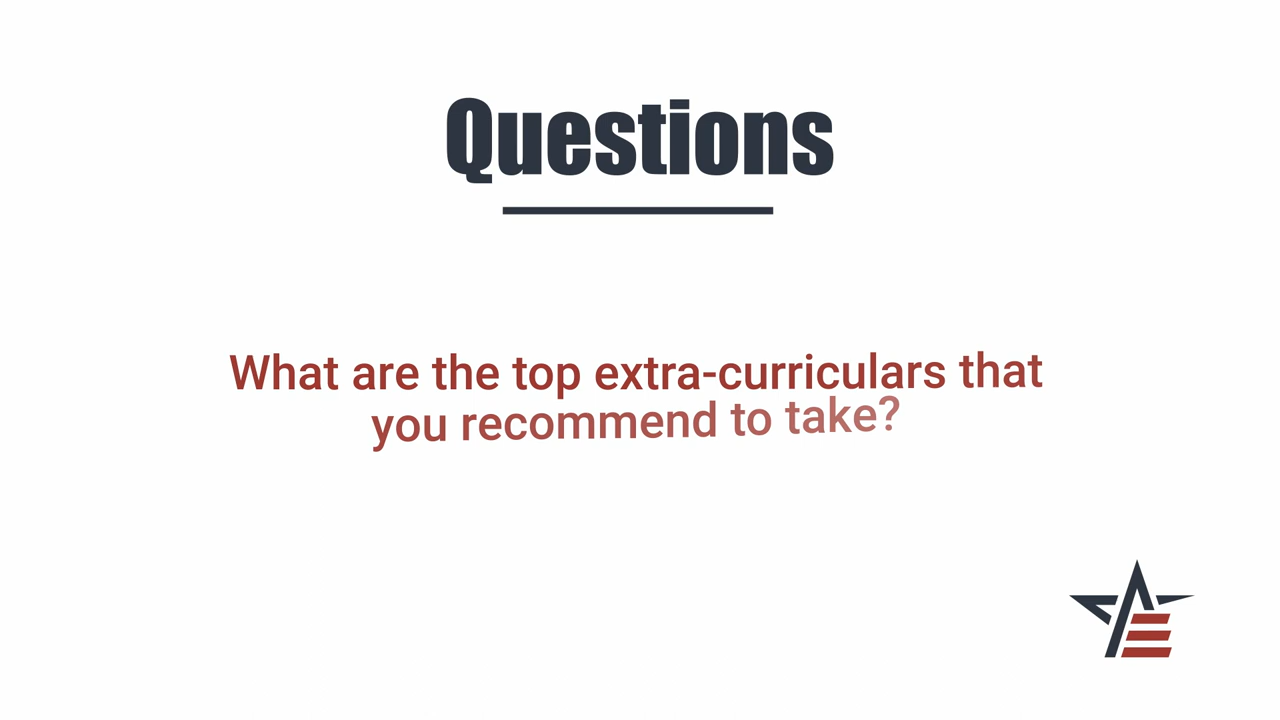 Questions
What are the top extra-curriculars that
you recommend to take?